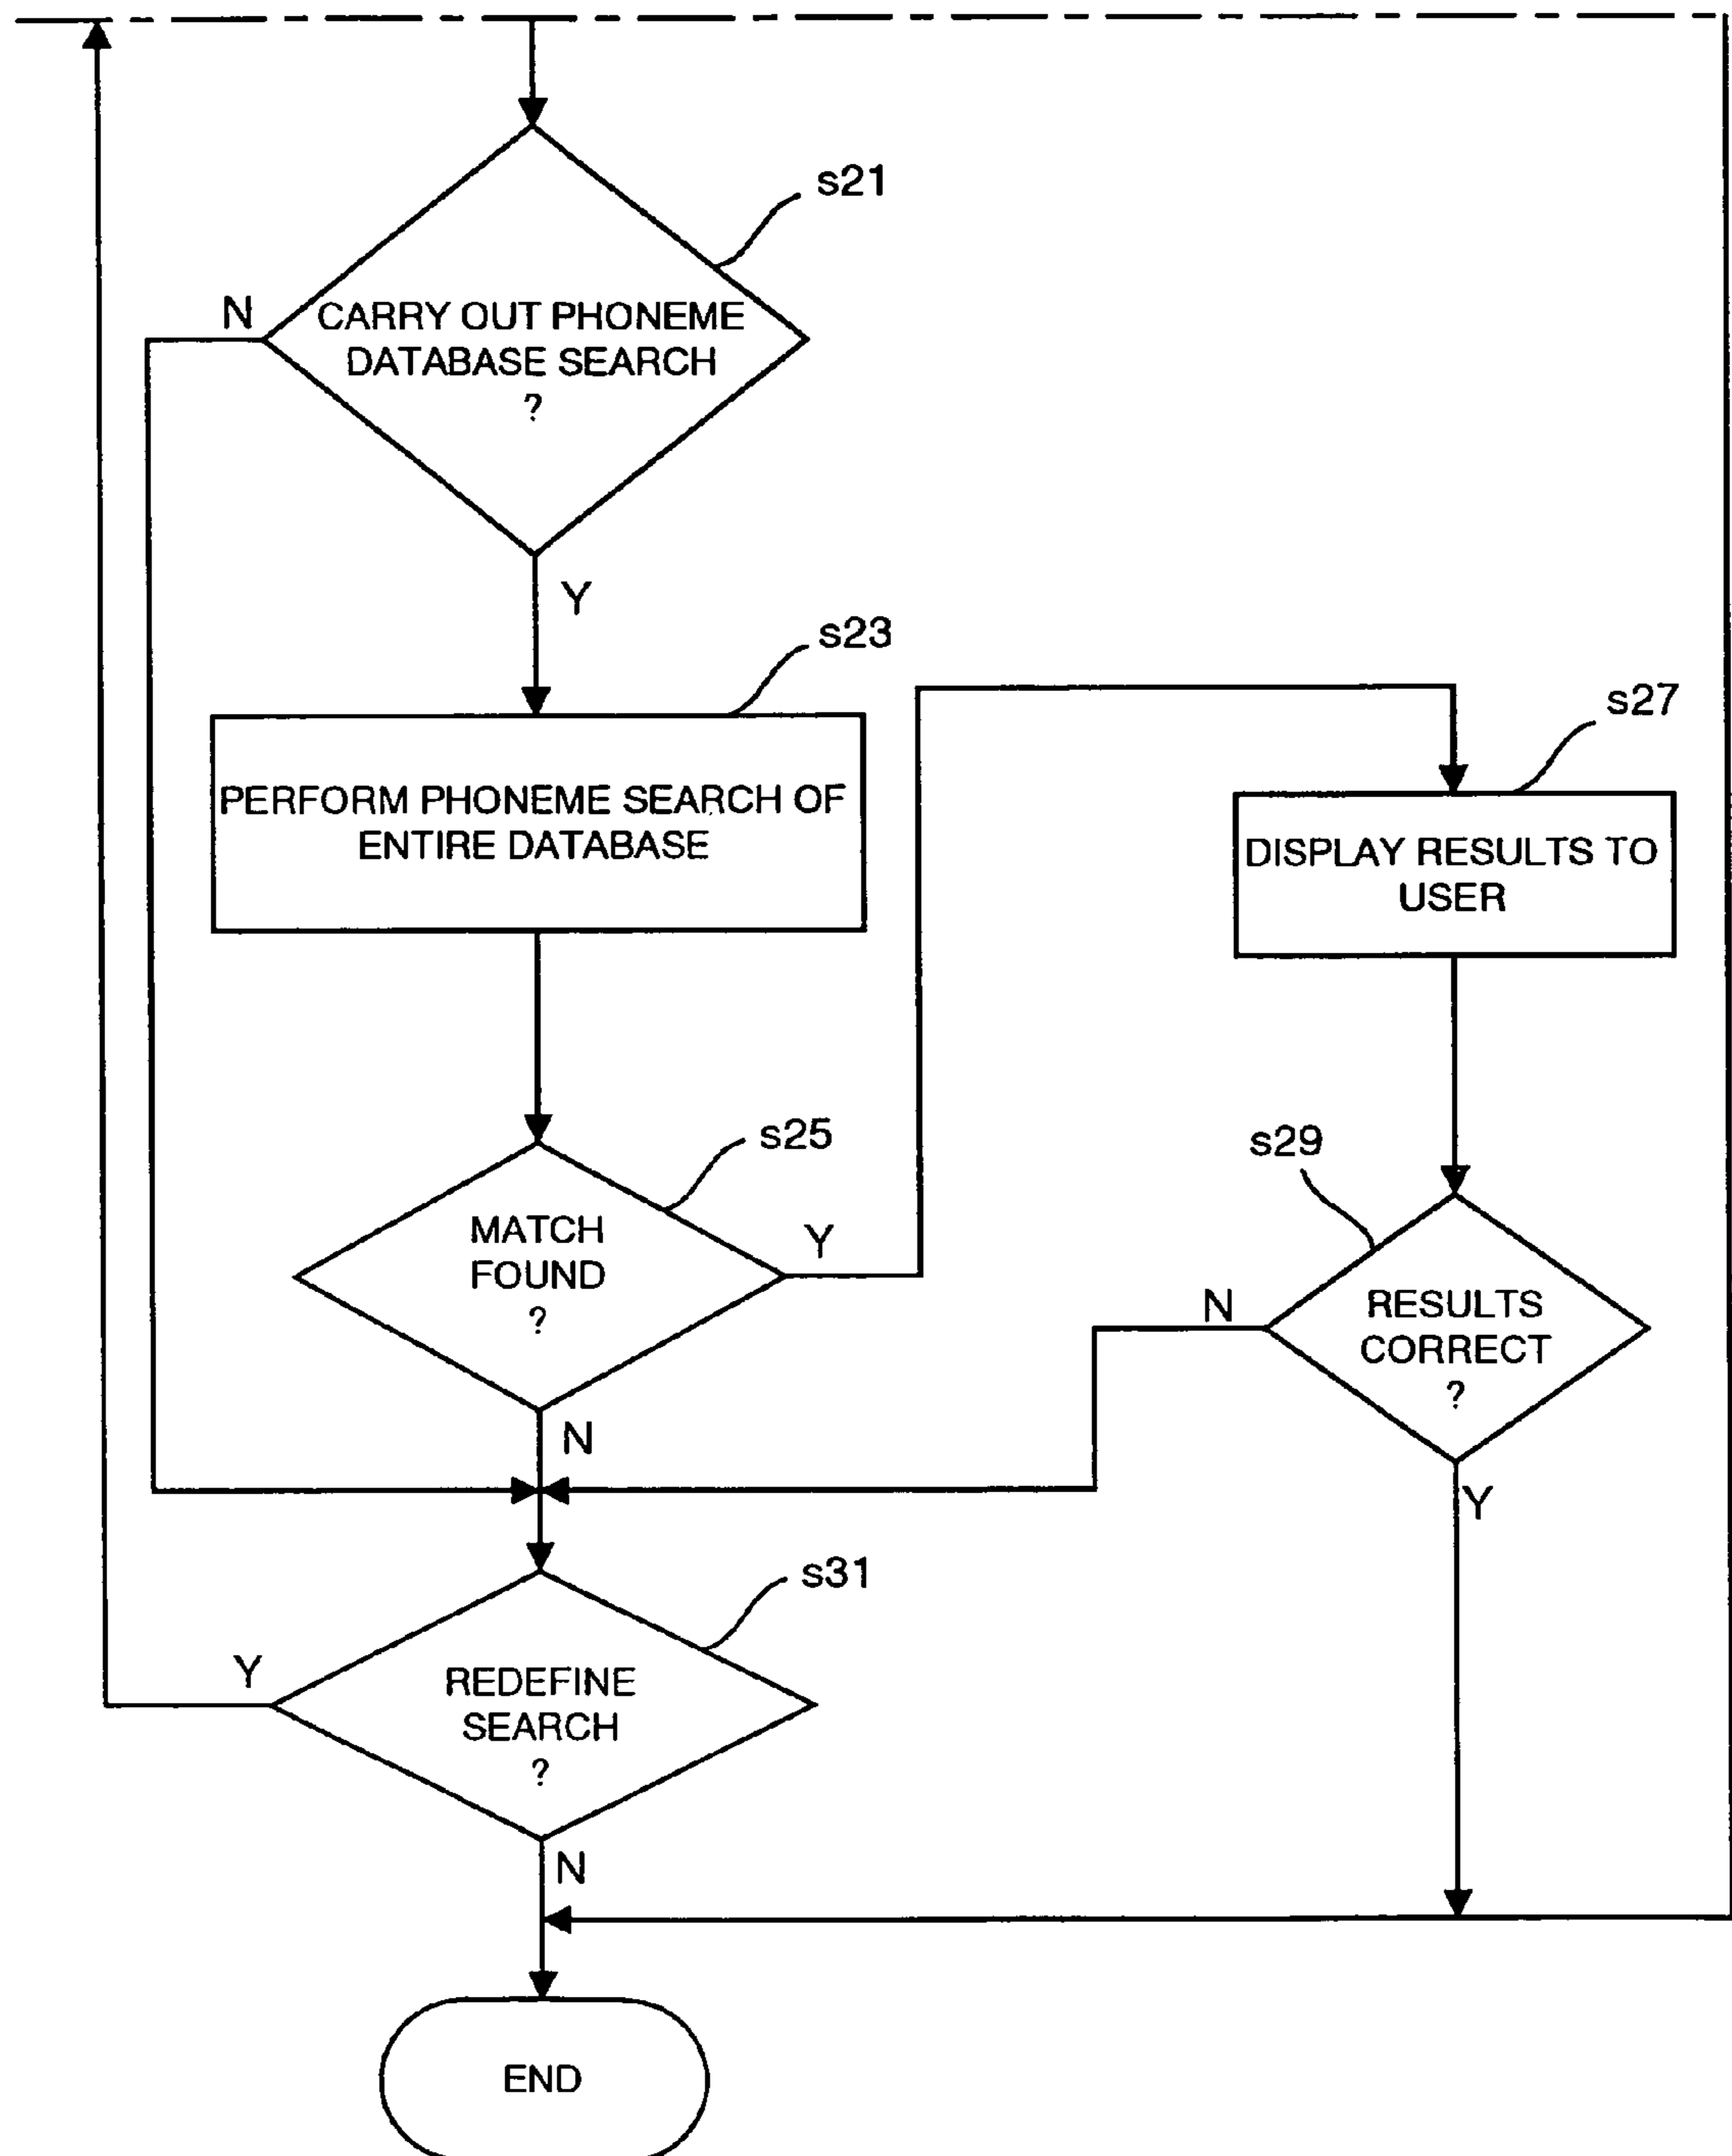 s21
N
CARRY OUT PHONEME
DATABASE SEARCH
?
Y
s23
PERFORM PHONEME SEARCH OF
ENTIRE DATABASE
s27
DISPLAY RESULTS TO
USER
s25
MATCH
FOUND
?
Y
N
s29
RESULTS
CORRECT
?
N
Y
s31
REDEFINE
SEARCH
?
Y
N
END